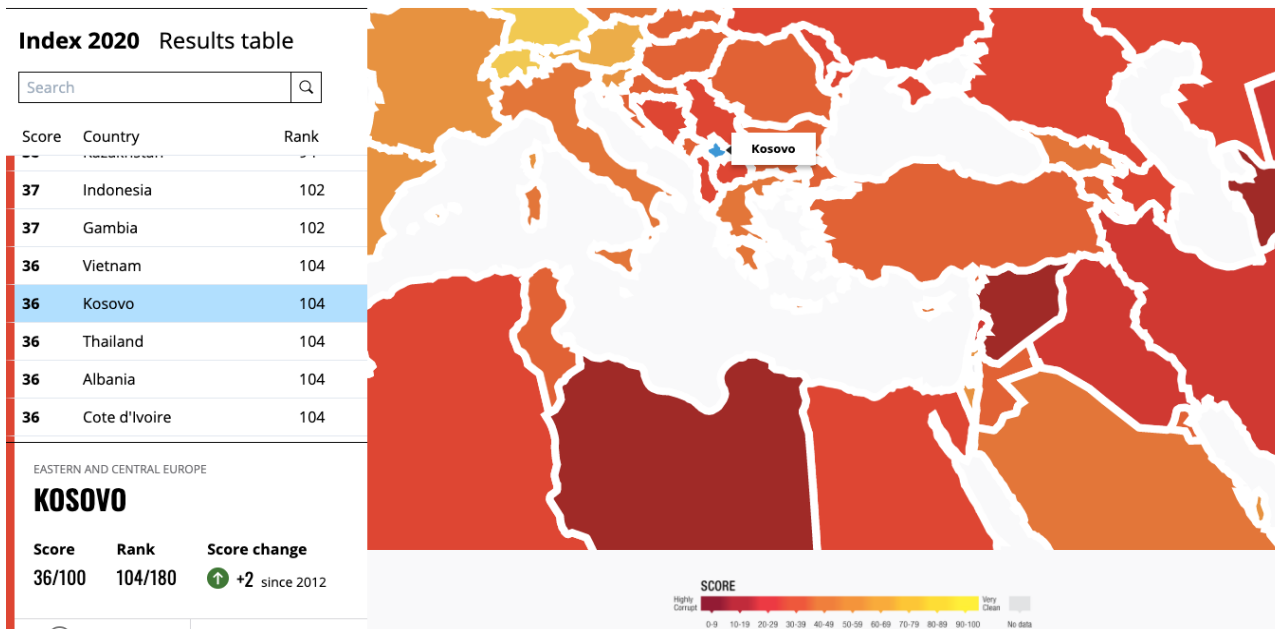 Index 2020 Results table
Search
Score Country Rank
37 Indonesia 102
37 Gambia 102
36 Vietnam 104
36 Kosovo 104
36 Thailand 104
36 Albania 104
36 Cote d'Ivoire 104
EASTERN AND CENTRAL EUROPE
KOSOVO
Score Rank Score change
36/100 104/180 +2 since 2012
Kosovo
SCORE
Highly Corrupt
Very Clean
0-9 10-19 20-29 30-39 40-49 50-59 60-69 70-79 80-89 90-100 No data